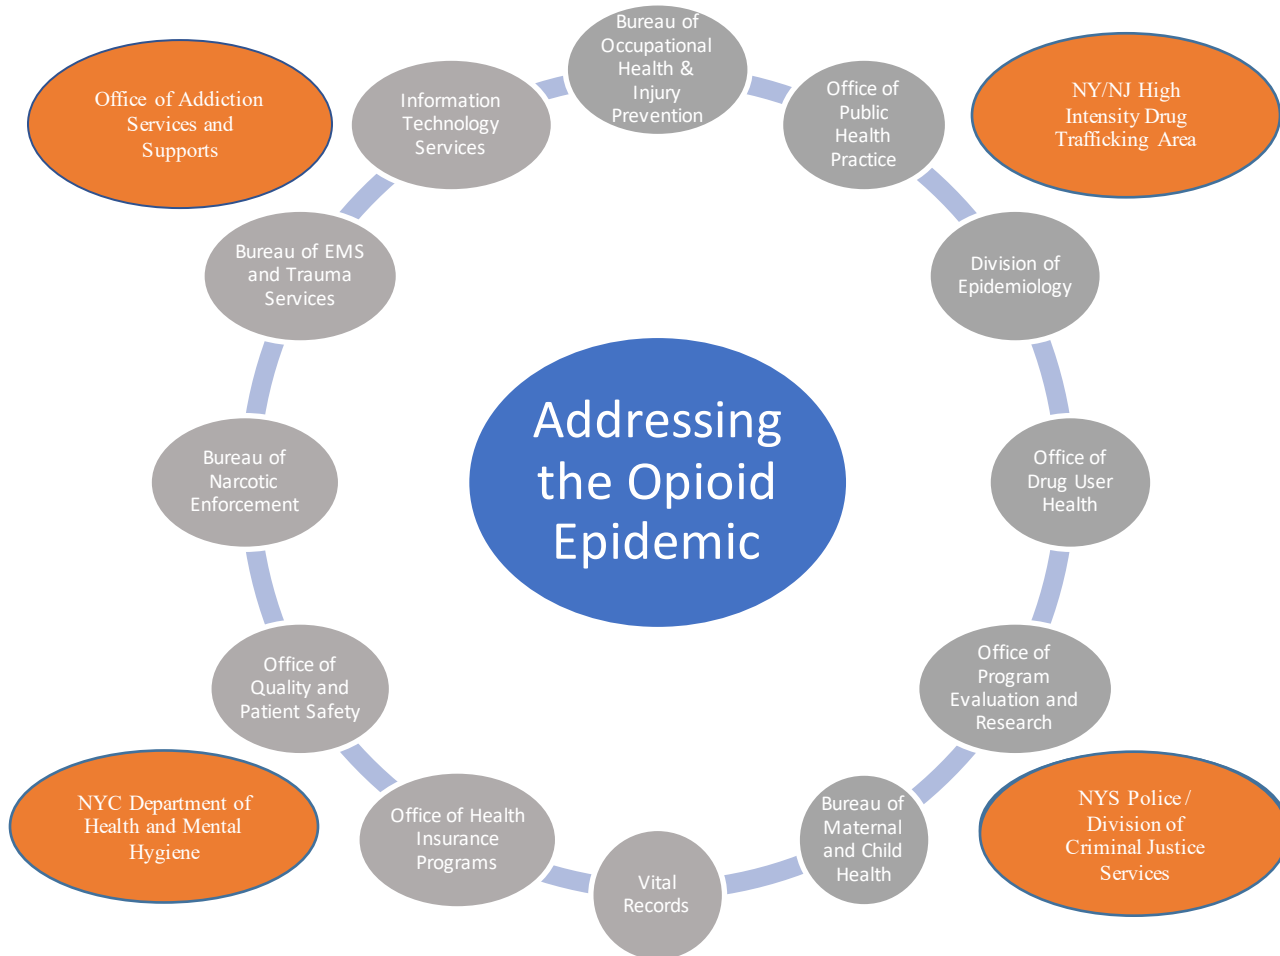 Bureau of
Occupational
Health &
Injury
Prevention
Office of
Public
Health
Practice
NY/NJ High
Intensity Drug
Trafficking Area
Division of
Epidemiology
Office of
Drug User
Health
Office of
Program
Evaluation and
Research
NYS Police /
Division of
Criminal Justice
Services
Bureau of
Maternal
and Child
Health
Vital
Records
Office of Health
Insurance
Programs
NYC Department of
Health and Mental
Hygiene
Office of
Quality and
Patient Safety
Bureau of
Narcotic
Enforcement
Bureau of EMS
and Trauma
Services
Office of Addiction
Services and
Supports
Information
Technology
Services
Addressing
the Opioid
Epidemic